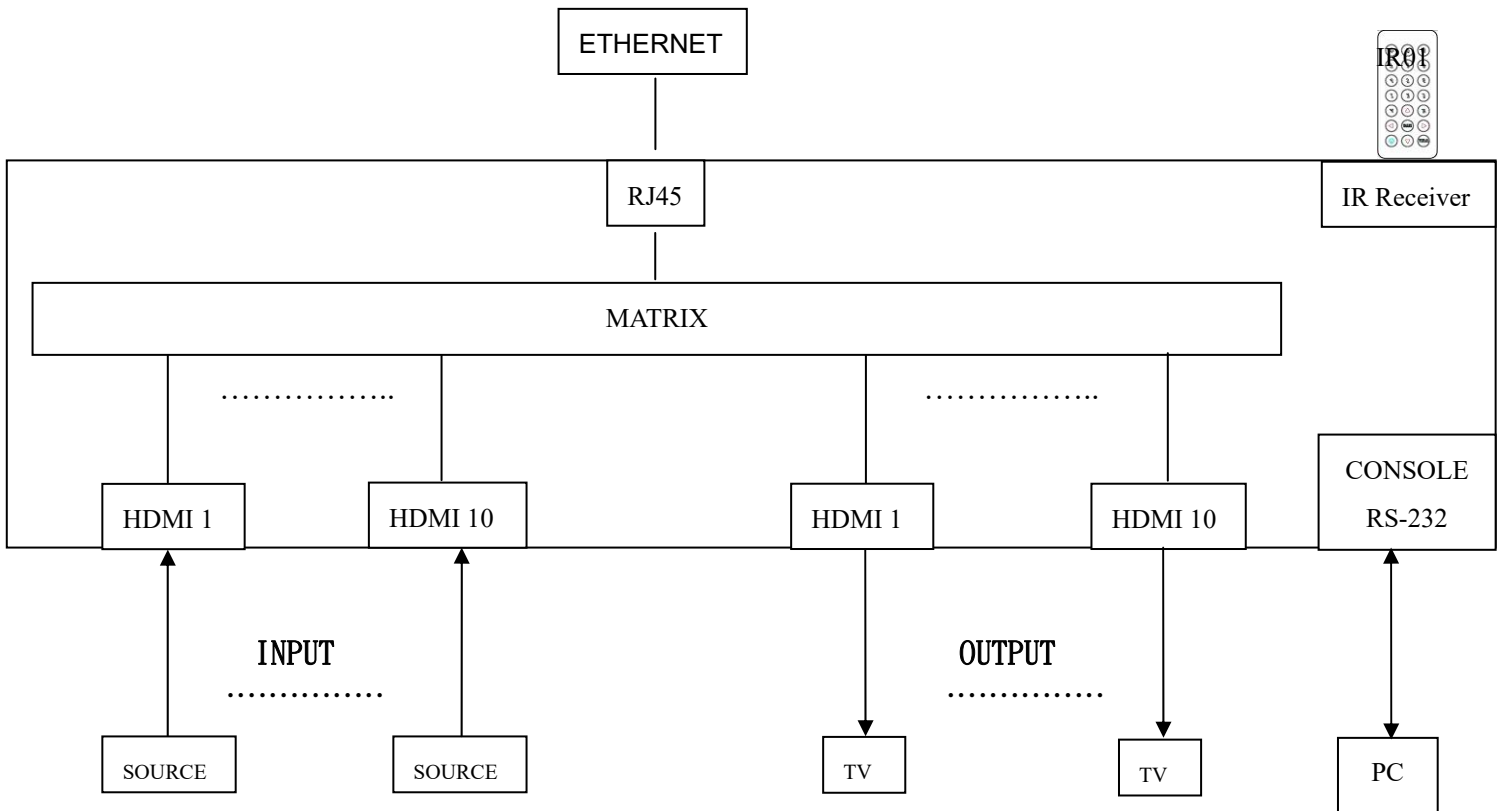 ETHERNET
IR01
RJ45
IR Receiver
MATRIX
……………..
……………..
CONSOLE
RS-232
HDMI 1
HDMI 10
HDMI 1
HDMI 10
INPUT
……………
OUTPUT
……………
SOURCE
SOURCE
TV
TV
PC